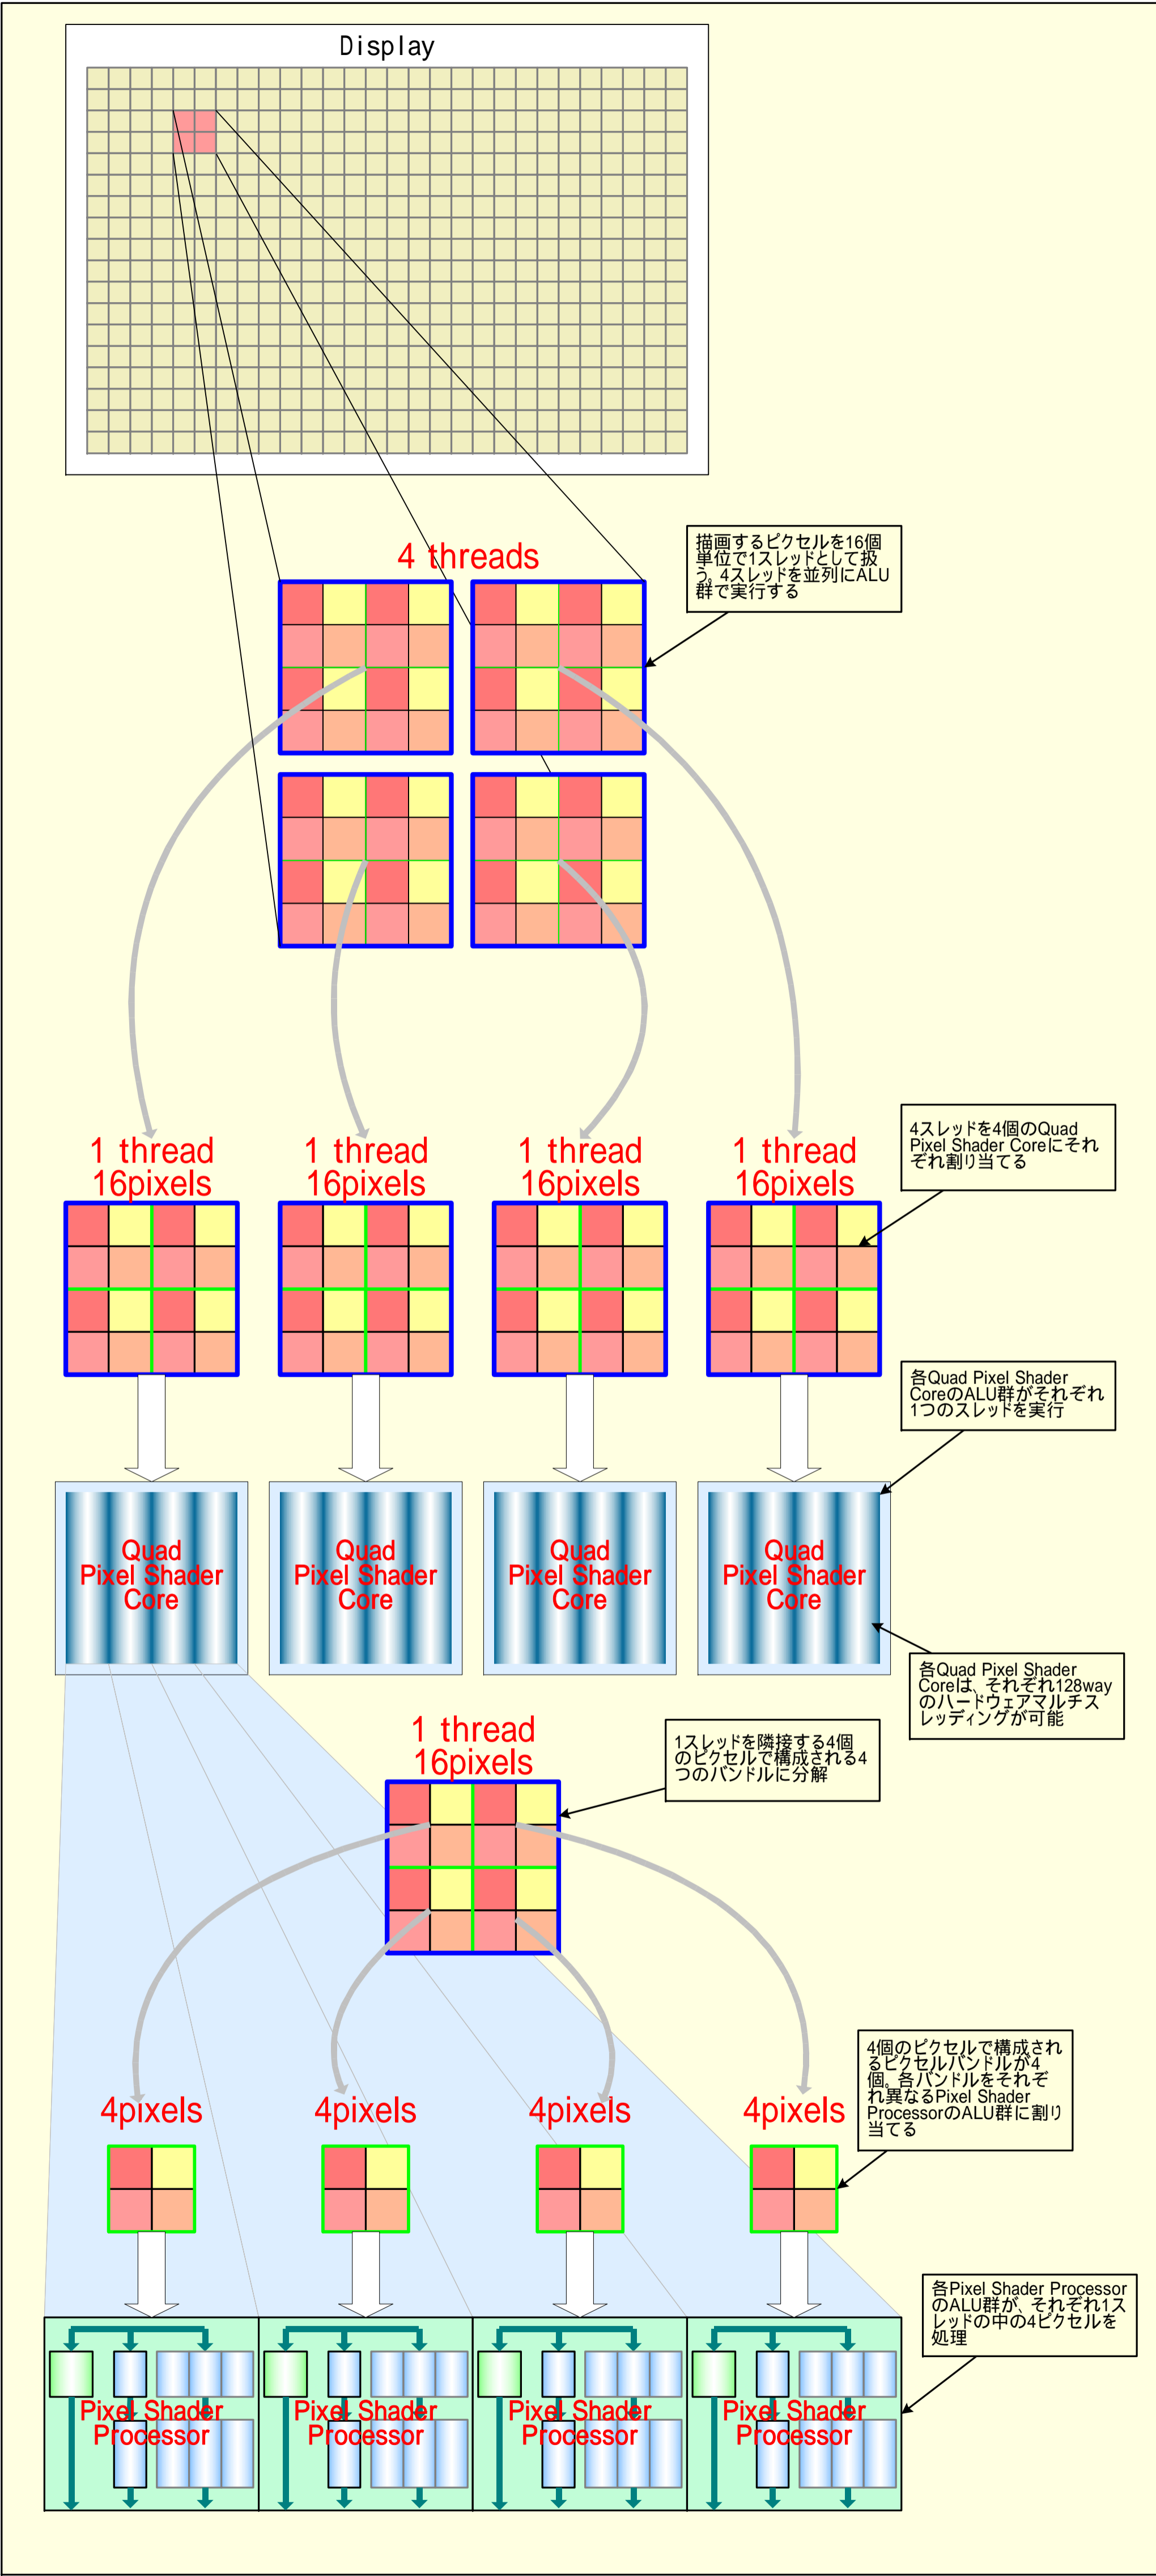 Display
4 threads
描画するピクセルを16個
単位で1スレッドとして扱
う。4スレッドを並列にALU
群で実行する
1 thread
16pixels
1 thread
16pixels
1 thread
16pixels
1 thread
16pixels
4スレッドを4個のQuad
Pixel Shader Coreにそれ
ぞれ割り当てる
各Quad Pixel Shader
CoreのALU群がそれぞれ
1つのスレッドを実行
Quad
Pixel Shader
Core
Quad
Pixel Shader
Core
Quad
Pixel Shader
Core
Quad
Pixel Shader
Core
各Quad Pixel Shader
Coreは、それぞれ128way
のハードウェアマルチス
レッディングが可能
1 thread
16pixels
1スレッドを隣接する4個
のピクセルで構成される4
つのバンドルに分解
4個のピクセルで構成され
るピクセルバンドルが4
個。各バンドルをそれぞ
れ異なるPixel Shader
ProcessorのALU群に割り
当てる
4pixels
4pixels
4pixels
4pixels
各Pixel Shader Processor
のALU群が、それぞれ1ス
レッドの中の4ピクセルを
処理
Pixel Shader
Processor
Pixel Shader
Processor
Pixel Shader
Processor
Pixel Shader
Processor